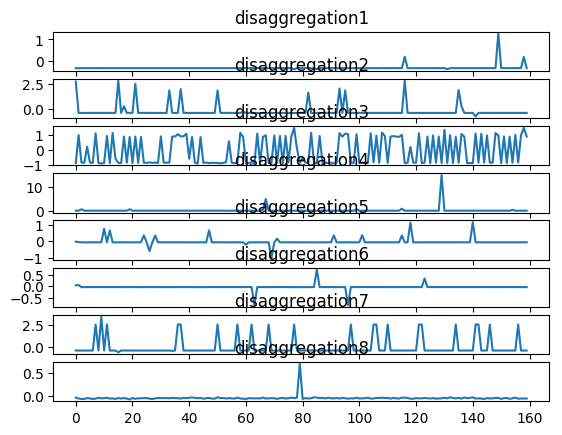 disaggregation1
1
0
disaggregation2
2.5
0.0
disaggregation3
1
0
−1
disaggregation4
10
0
disaggregation5
1
0
−1
disaggregation6
0.5
0.0
−0.5
disaggregation7
2.5
0.0
disaggregation8
0.5
0.0
0 20 40 60 80 100 120 140 160